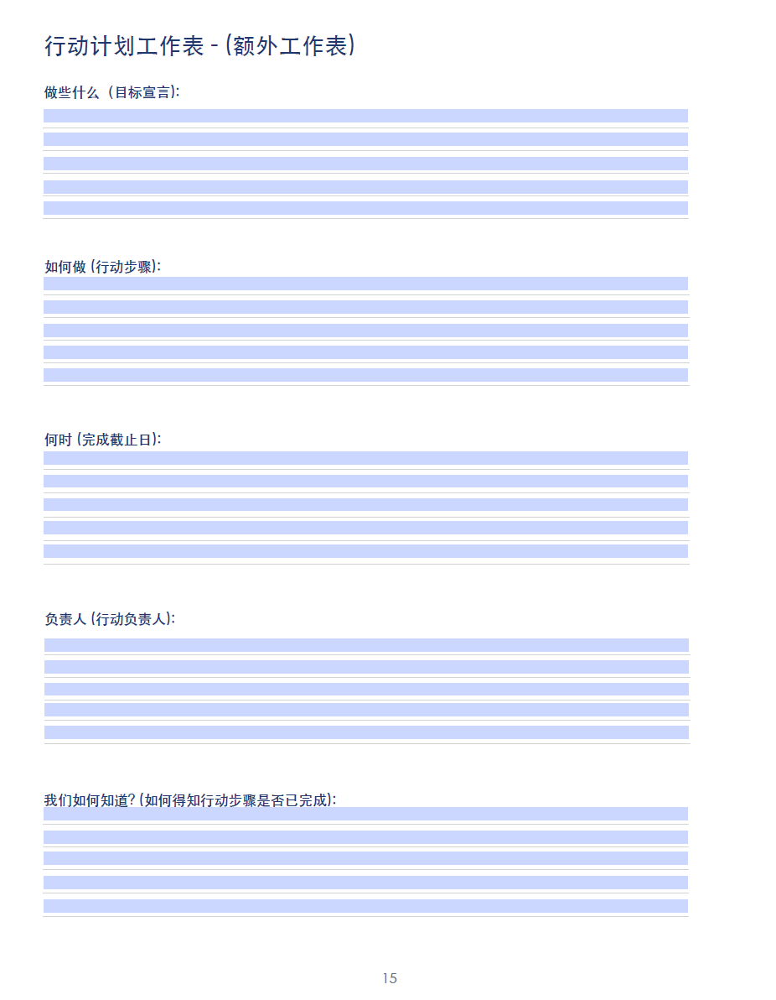 行动计划工作表 - (额外工作表)
做些什么 (目标宣言):
如何做 (行动步骤):
何时 (完成截止日):
负责人 (行动负责人):
我们如何知道? (如何得知行动步骤是否已完成):
15